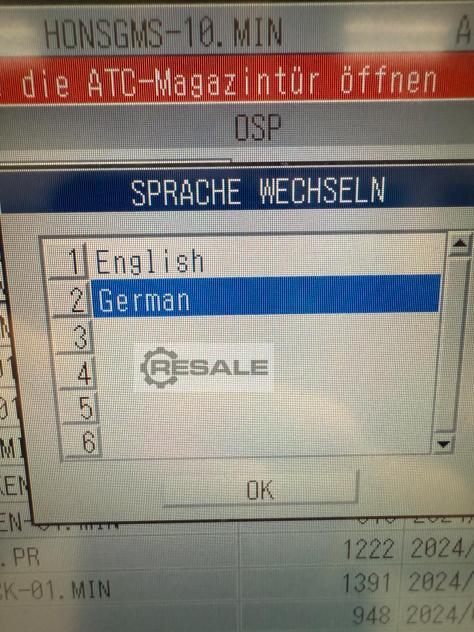 HONSGMS-10.MIN A
die ATC-Magazintür öffnen
OSP
SPRACHE WECHSELN
1 English
2 German
3
4
RESALE
5
6
OK
.PR 1222 2024/
CK-01.MIN 1391 2024/
948 2024/